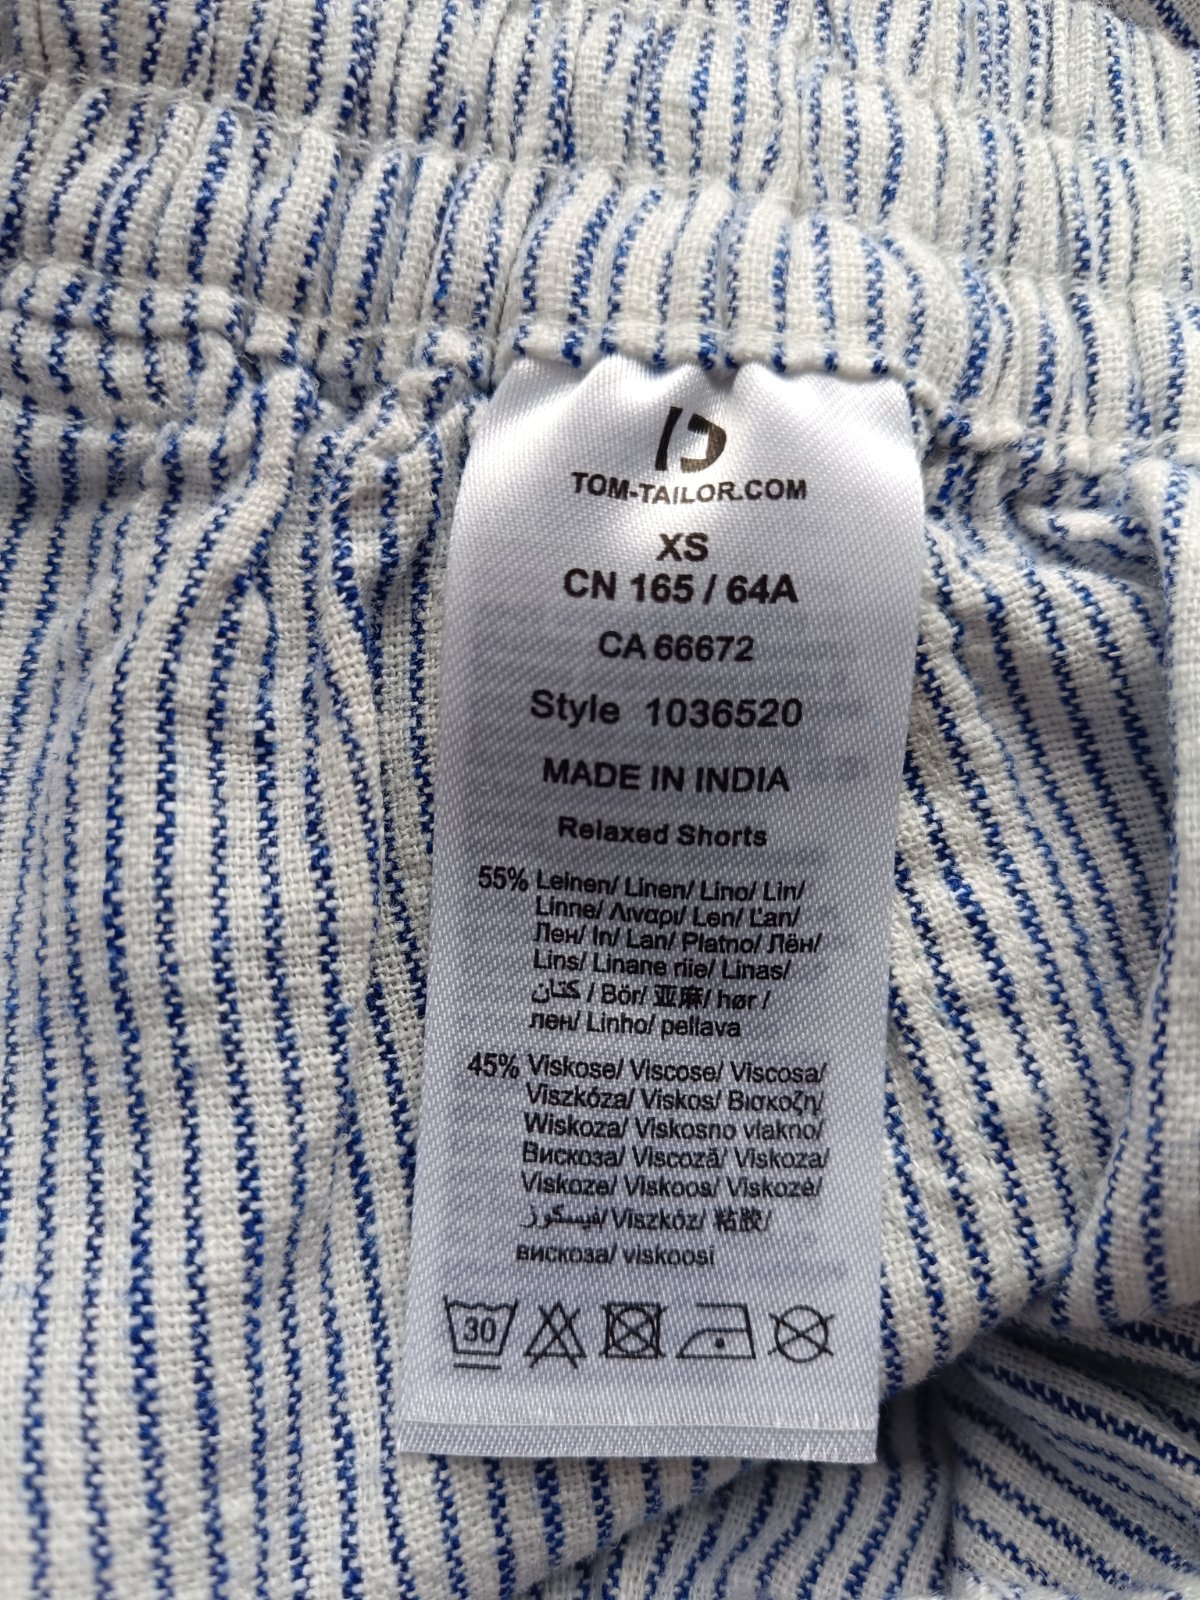 TOM-TAILOR.COM
XS
CN 165 / 64A
CA 66672
Style 1036520
MADE IN INDIA
Relaxed Shorts
55% Leinen/ Linen/ Lino/ Lin/
Linne/ Λιναρι/ Len/ Ľan/
Лен/ In/ Lan/ Platno/ Лён/
Lins/ Linane riie/ Linas/
كتان / Bör/ 亚麻/ hør /
лен/ Linho/ pellava
45% Viskose/ Viscose/ Viscosa/
Viszkóza/ Viskos/ Βισκοζη/
Wiskoza/ Viskosno vlakno/
Вискоза/ Viscoză/ Viskoza/
Viskoze/ Viskoos/ Viskozė/
فيسكوز/ Viszkóz/ 粘胶/
вискоза/ viskoosi
30